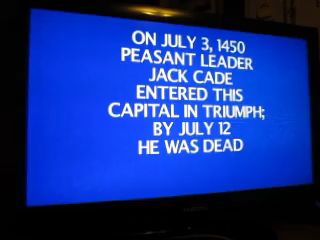 ON JULY 3, 1450
PEASANT LEADER
JACK CADE
ENTERED THIS
CAPITAL IN TRIUMPH;
BY JULY 12
HE WAS DEAD